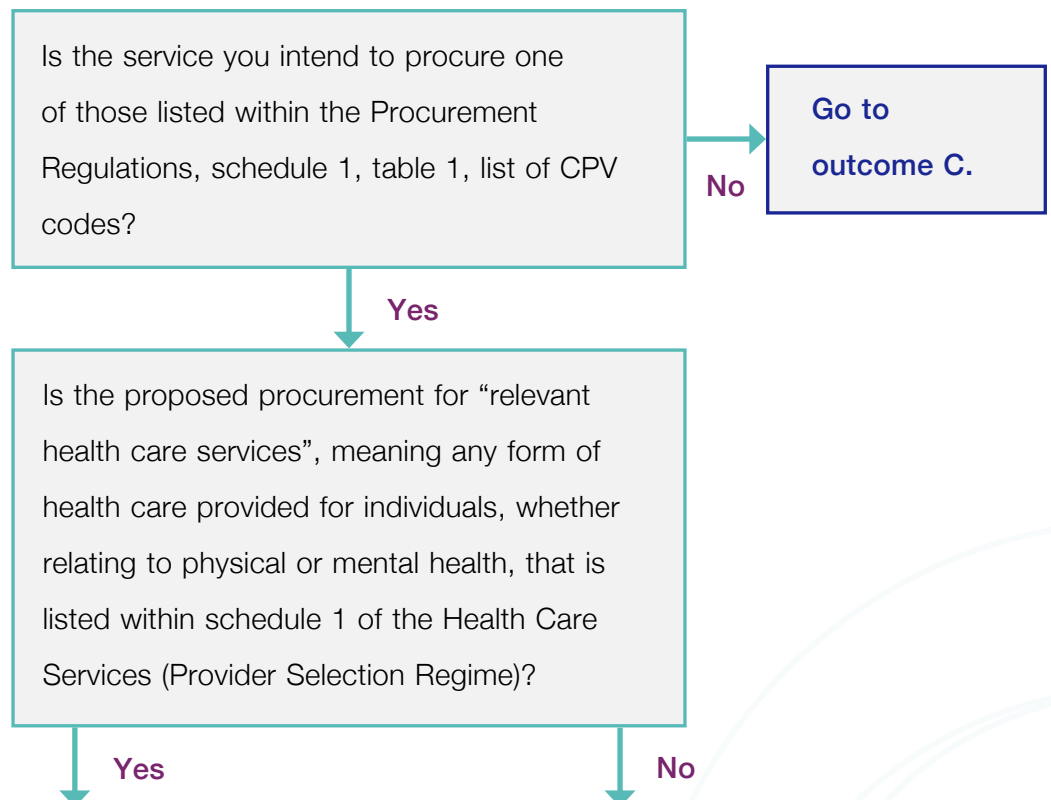 Is the service you intend to procure one
of those listed within the Procurement
Regulations, schedule 1, table 1, list of CPV
codes?
No
Go to
outcome C.
Yes
Is the proposed procurement for “relevant
health care services”, meaning any form of
health care provided for individuals, whether
relating to physical or mental health, that is
listed within schedule 1 of the Health Care
Services (Provider Selection Regime)?
Yes
No